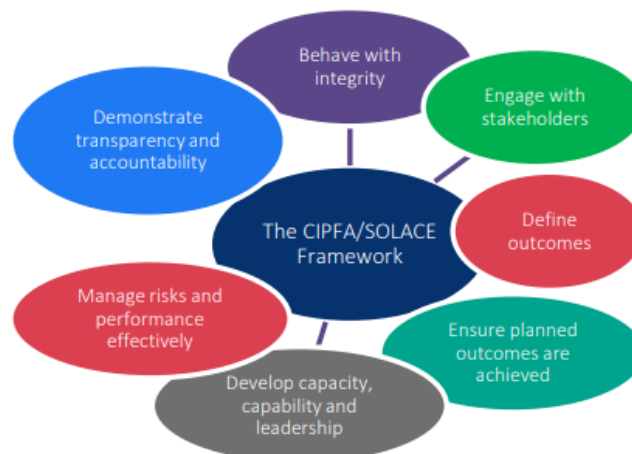 Behave with
integrity
Engage with
stakeholders
Define
outcomes
Ensure planned
outcomes are
achieved
Develop capacity,
capability and
leadership
Manage risks and
performance
effectively
Demonstrate
transparency and
accountability
The CIPFA/SOLACE
Framework